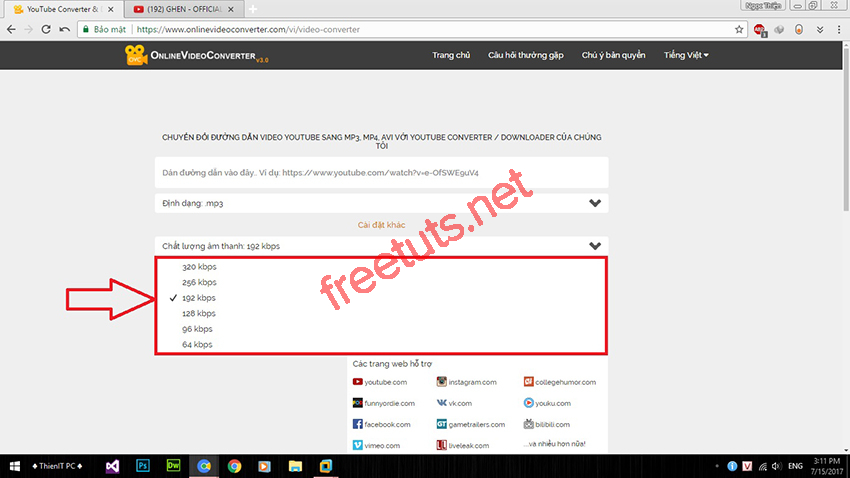 YouTube Converter & 
(192) GHEN - OFFICIAL
Ngọc Thiện
Bảo mật
https://www.onlinevideoconverter.com/vi/video-converter
OVC
ONLINEVIDEOCONVERTER v3.0
Trang chủ
Câu hỏi thường gặp
Chú ý bản quyền
Tiếng Việt
CHUYỂN ĐỔI ĐƯỜNG DẪN VIDEO YOUTUBE SANG MP3, MP4, AVI VỚI YOUTUBE CONVERTER / DOWNLOADER CỦA CHÚNG
TÔI
Dán đường dẫn vào đây.. Ví dụ: https://www.youtube.com/watch?v=e-OfSWE9uV4
Định dạng: .mp3
Cài đặt khác
Chất lượng âm thanh: 192 kbps
320 kbps
256 kbps
192 kbps
128 kbps
96 kbps
64 kbps
freetuts.net
Các trang web hỗ trợ
youtube.com
instagram.com
collegehumor.com
funnyordie.com
vk.com
youku.com
facebook.com
GT
gametrailers.com
bilibili.com
vimeo.com
LL
liveleak.com
...và nhiều hơn nữa!
♦ ThienIT PC ♦
Ps
Dw
V
ENG
3:11 PM
7/15/2017